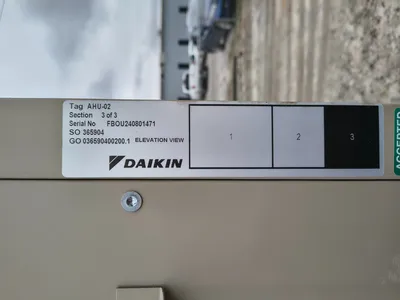 Tag AHU-02
Section 3 of 3
Serial No FBOU240801471
SO 365904
GO 036590400200.1 ELEVATION VIEW
DAIKIN
1 2 3
ACCEPTED